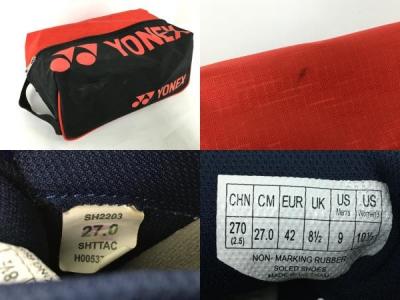 YONEX
YONEX
SH2203
27.0
SHTTAC
CHN CM EUR UK US Men's US Women's
270 (2.5) 27.0 42 8½ 9 10½
NON-MARKING RUBBER
SOLED SHOES